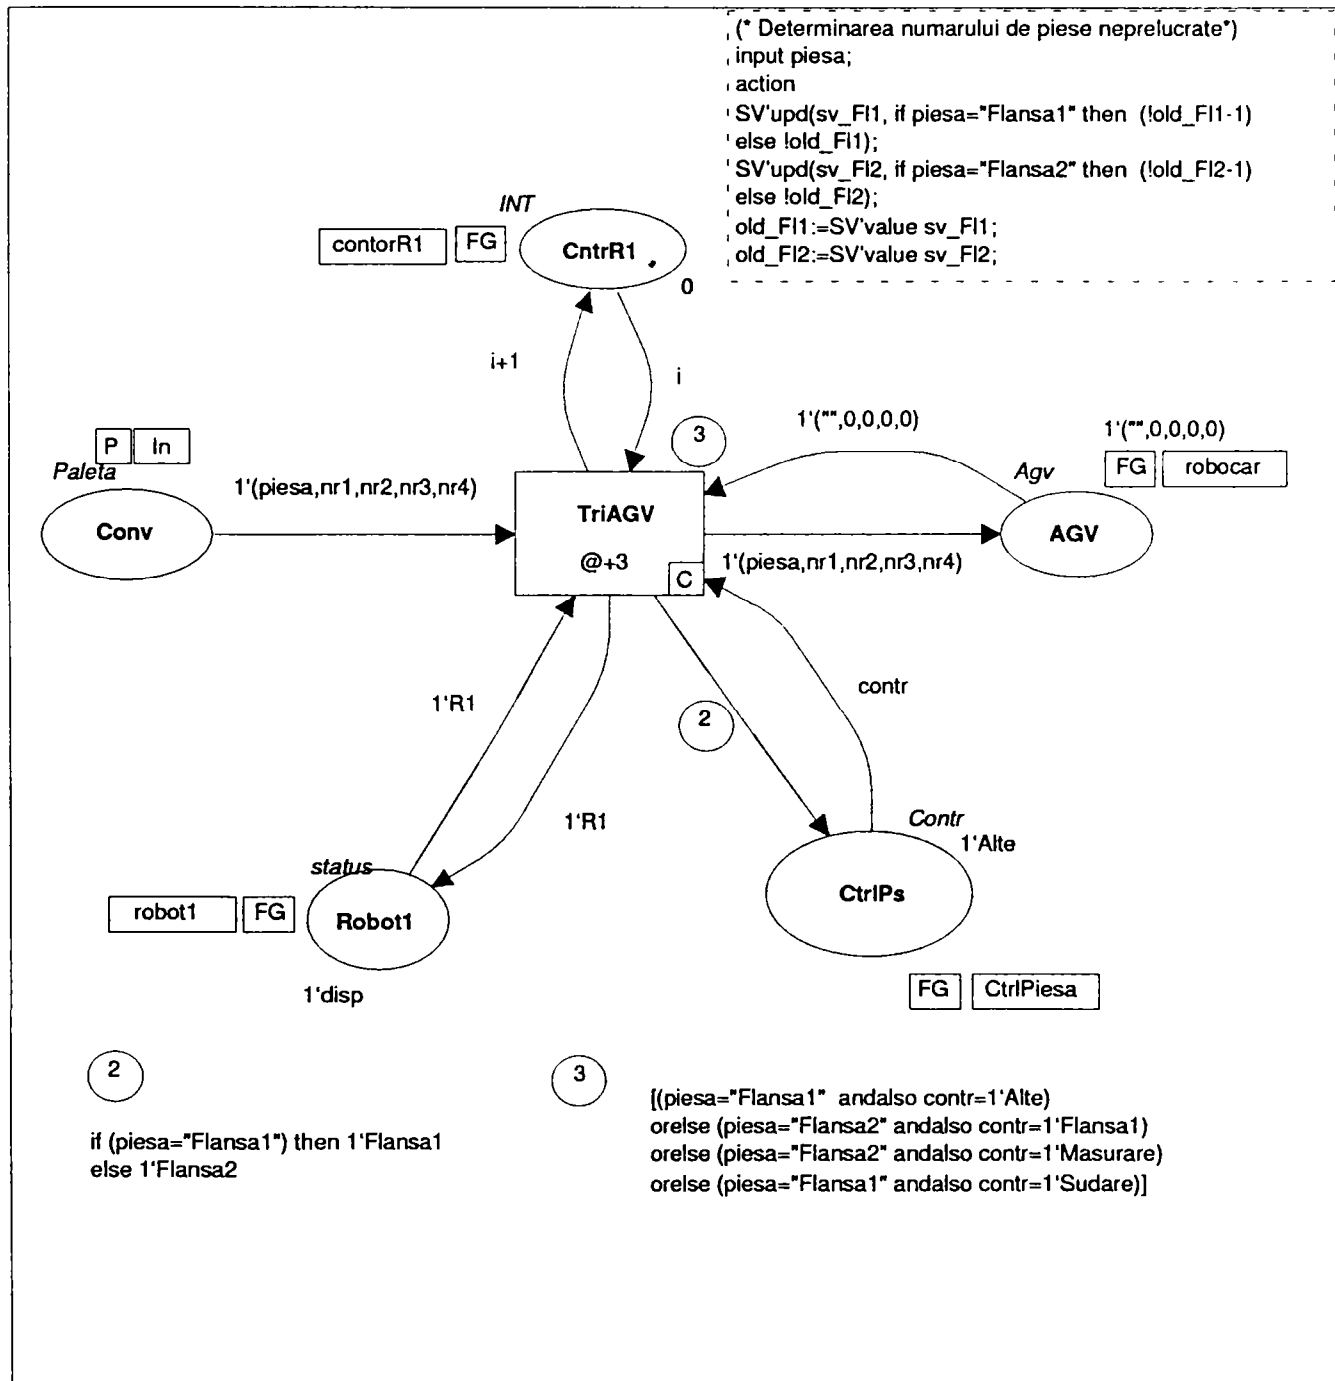 (* Determinarea numarului de piese neprelucrate*)
input piesa;
action
SV'upd(sv_Fl1, if piesa="Flansa1" then (!old_Fl1-1)
else !old_Fl1);
SV'upd(sv_Fl2, if piesa="Flansa2" then (!old_Fl2-1)
else !old_Fl2);
old_Fl1:=SV'value sv_Fl1;
old_Fl2:=SV'value sv_Fl2;
INT
contorR1 FG
CntrR1
0
i+1
i
3
1'("",0,0,0,0)
1'("",0,0,0,0)
P In
Paleta
FG robocar
Agv
1'(piesa,nr1,nr2,nr3,nr4)
Conv
TriAGV
AGV
@+3
C
1'(piesa,nr1,nr2,nr3,nr4)
1'R1
contr
2
1'R1
Contr
1'Alte
status
CtrlPs
robot1 FG
Robot1
1'disp
FG CtrlPiesa
2
if (piesa="Flansa1") then 1'Flansa1
else 1'Flansa2
3
[(piesa="Flansa1" andalso contr=1'Alte)
orelse (piesa="Flansa2" andalso contr=1'Flansa1)
orelse (piesa="Flansa2" andalso contr=1'Masurare)
orelse (piesa="Flansa1" andalso contr=1'Sudare)]